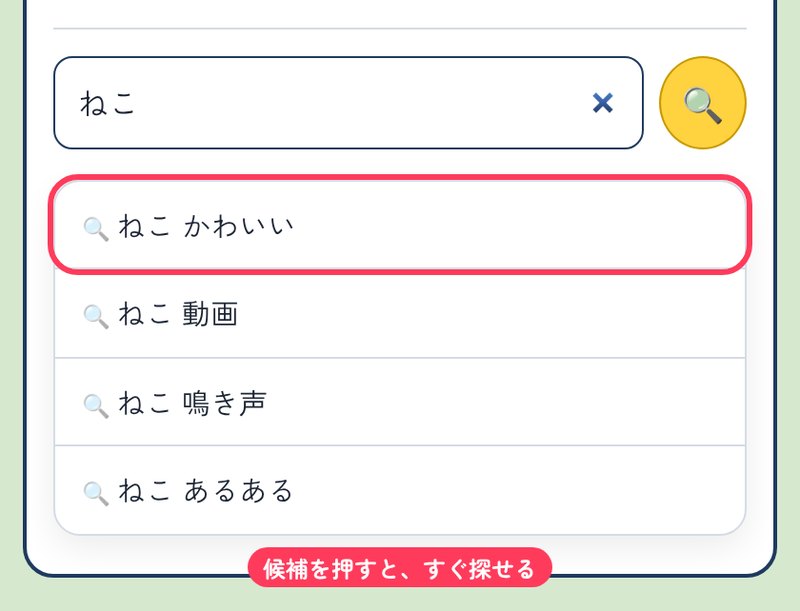 ねこ
ねこ かわいい
ねこ 動画
ねこ 鳴き声
ねこ あるある
候補を押すと、すぐ探せる